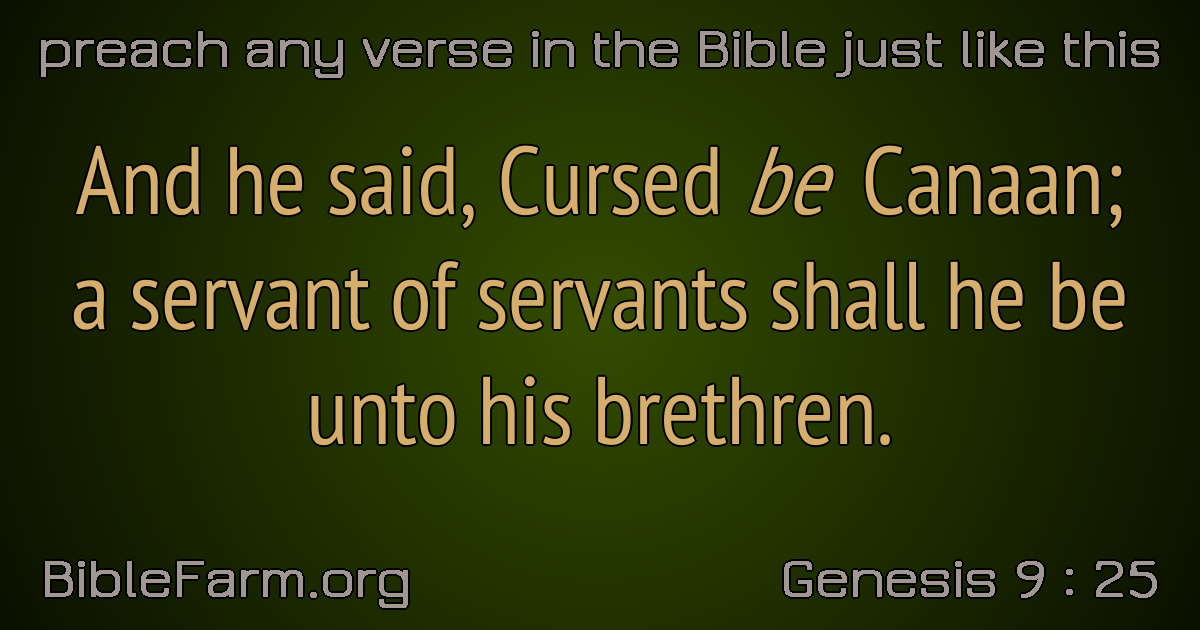 preach any verse in the Bible just like this
And he said, Cursed be Canaan;
a servant of servants shall he be
unto his brethren.
BibleFarm.org
Genesis 9 : 25